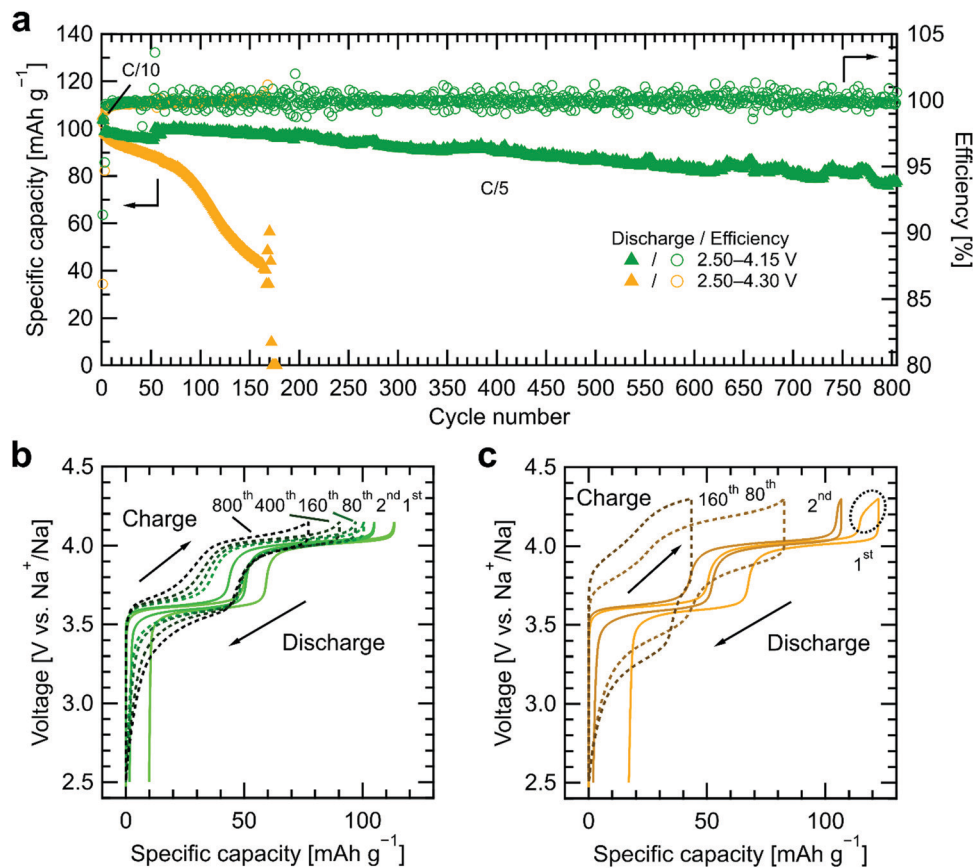 a
140
120
100
80
60
40
20
0
Specific capacity [mAh g⁻¹]
C/10
C/5
105
100
95
90
85
80
Efficiency [%]
Discharge / Efficiency
/ 2.50–4.15 V
/ 2.50–4.30 V
0 50 100 150 200 250 300 350 400 450 500 550 600 650 700 750 800
Cycle number
b
4.5
4.0
3.5
3.0
2.5
Voltage [V vs. Na⁺/Na]
Charge
800th 400th 160th 80th 2nd 1st
Discharge
0 50 100
Specific capacity [mAh g⁻¹]
c
4.5
4.0
3.5
3.0
2.5
Voltage [V vs. Na⁺/Na]
Charge
160th 80th 2nd
1st
Discharge
0 50 100
Specific capacity [mAh g⁻¹]